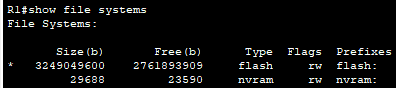 R1#show file systems
File Systems:
Size(b) Free(b) Type Flags Prefixes
* 3249049600 2761893909 flash rw flash:
29688 23590 nvram rw nvram: